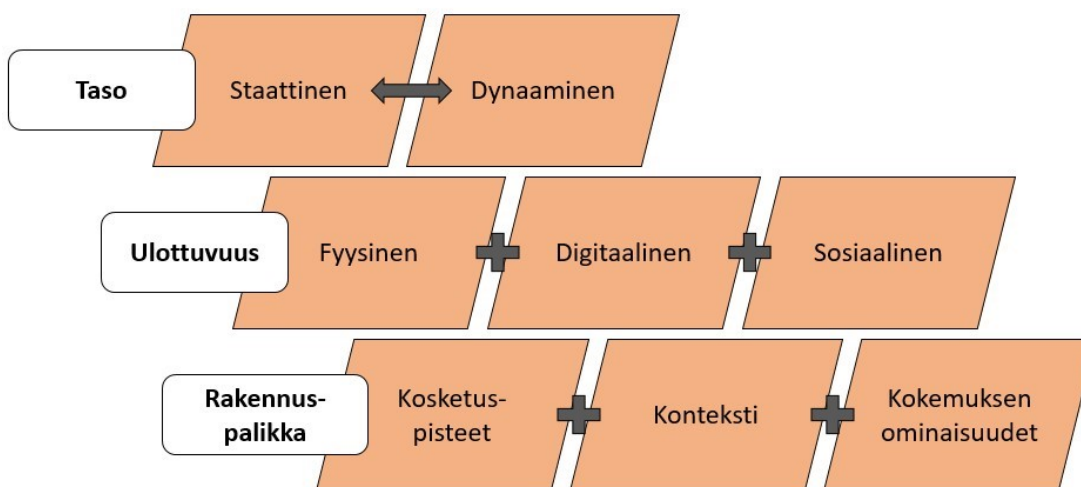 Taso
Staattinen
Dynaaminen
Ulottuvuus
Fyysinen
Digitaalinen
Sosiaalinen
Rakennus-
palikka
Kosketus-
pisteet
Konteksti
Kokemuksen
ominaisuudet